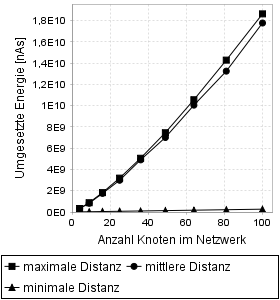 1,8E10
1,6E10
1,4E10
1,2E10
1E10
8E9
6E9
4E9
2E9
0E0
Umgesetzte Energie [nAs]
0 20 40 60 80 100
Anzahl Knoten im Netzwerk
maximale Distanz mittlere Distanz
minimale Distanz